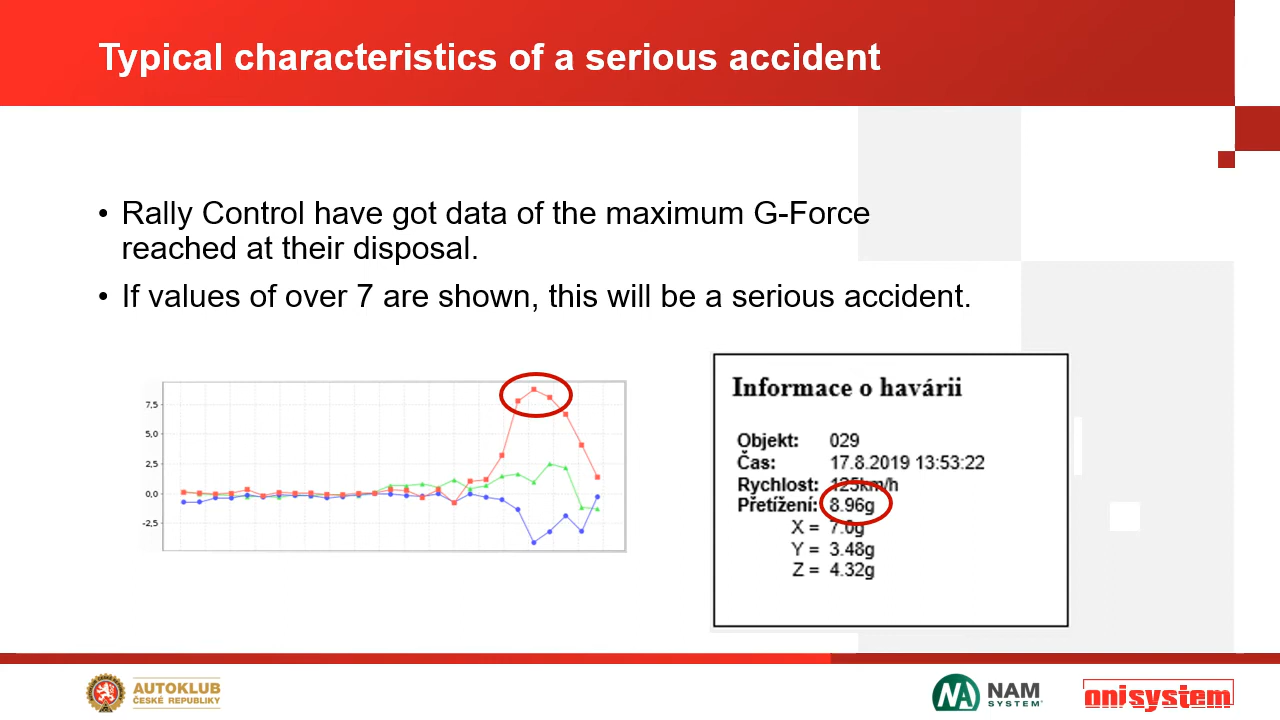 Typical characteristics of a serious accident
• Rally Control have got data of the maximum G-Force
reached at their disposal.
• If values of over 7 are shown, this will be a serious accident.
7,5
5,0
2,5
0,0
-2,5
Informace o havárii
Objekt: 029
Čas: 17.8.2019 13:53:22
Rychlost: 125km/h
Přetížení: 8.96g
X = 7.0g
Y = 3.48g
Z = 4.32g
AUTOKLUB
ČESKÉ REPUBLIKY
NAM
SYSTEM
onisystem